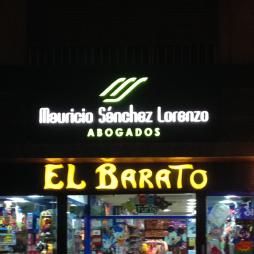 Mauricio Sánchez Lorenzo
ABOGADOS
EL BARATO